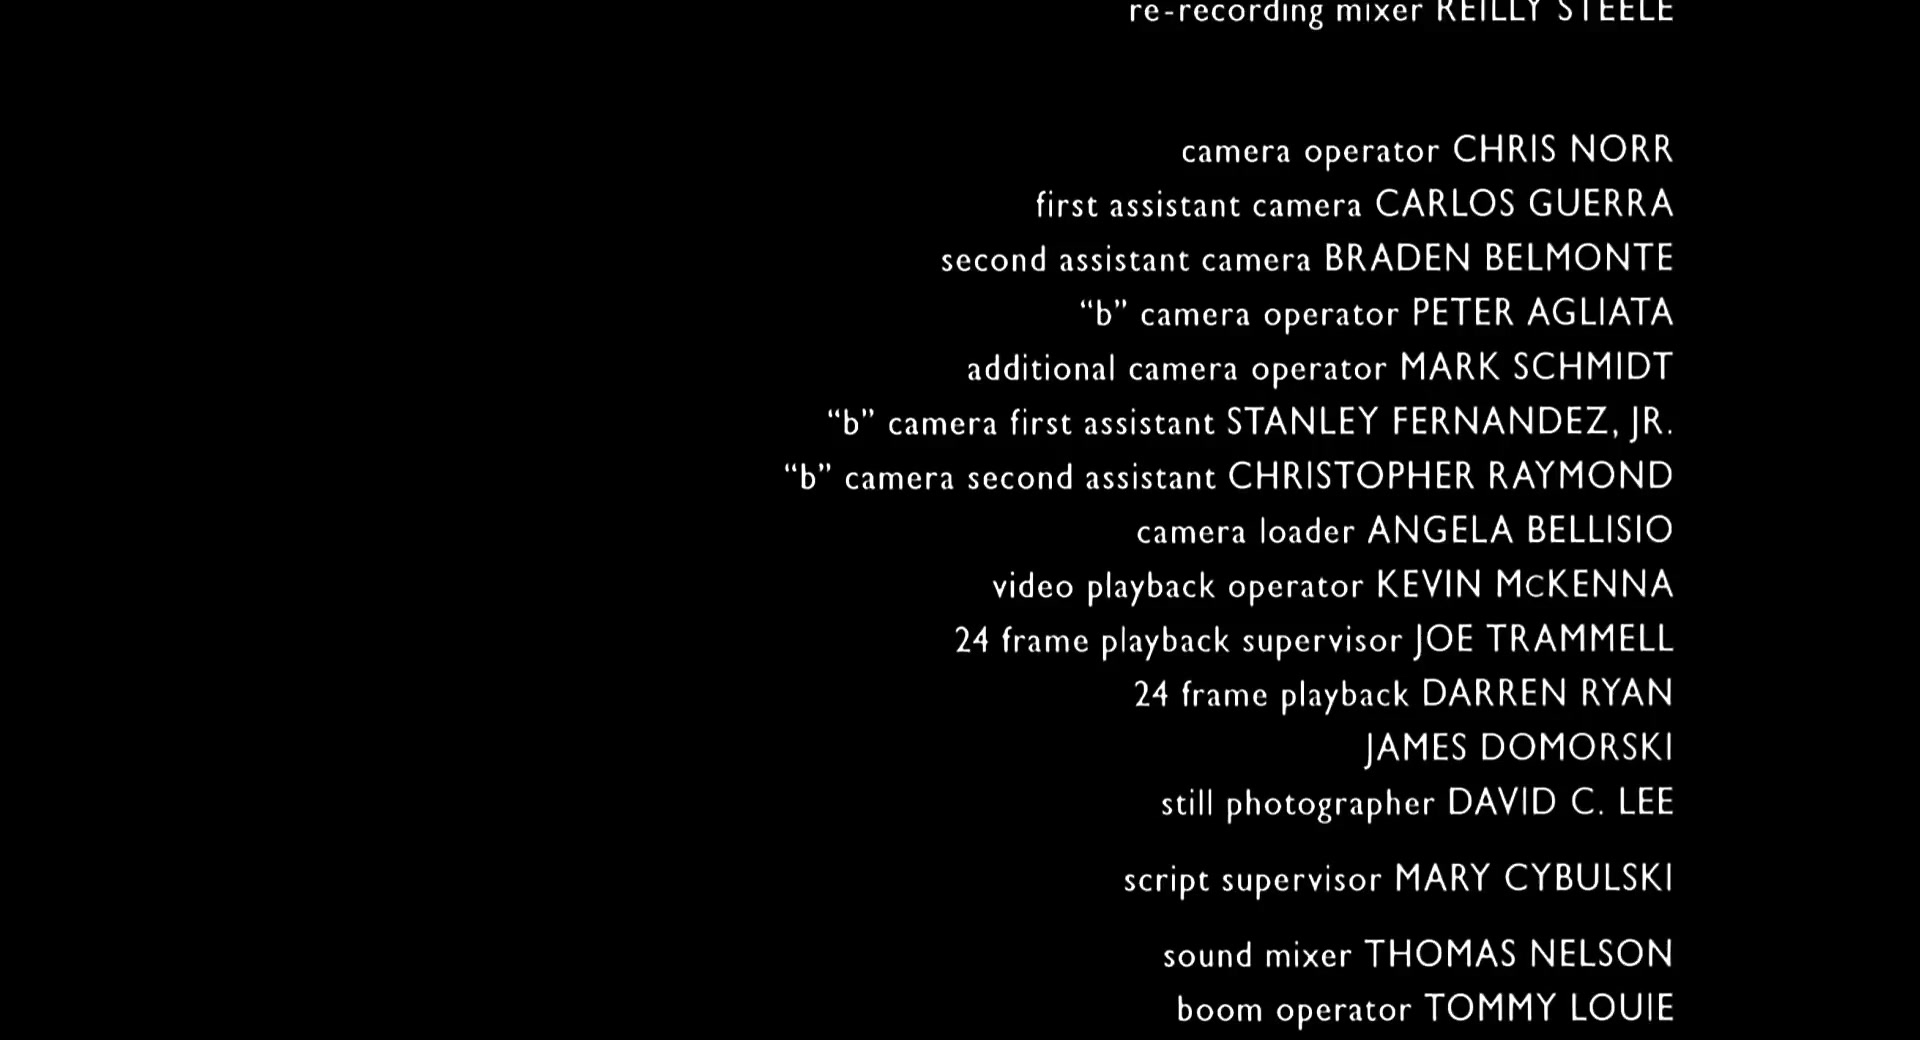 re-recording mixer REILLY STEELE
camera operator CHRIS NORR
first assistant camera CARLOS GUERRA
second assistant camera BRADEN BELMONTE
“b” camera operator PETER AGLIATA
additional camera operator MARK SCHMIDT
“b” camera first assistant STANLEY FERNANDEZ, JR.
“b” camera second assistant CHRISTOPHER RAYMOND
camera loader ANGELA BELLISIO
video playback operator KEVIN McKENNA
24 frame playback supervisor JOE TRAMMELL
24 frame playback DARREN RYAN
JAMES DOMORSKI
still photographer DAVID C. LEE
script supervisor MARY CYBULSKI
sound mixer THOMAS NELSON
boom operator TOMMY LOUIE